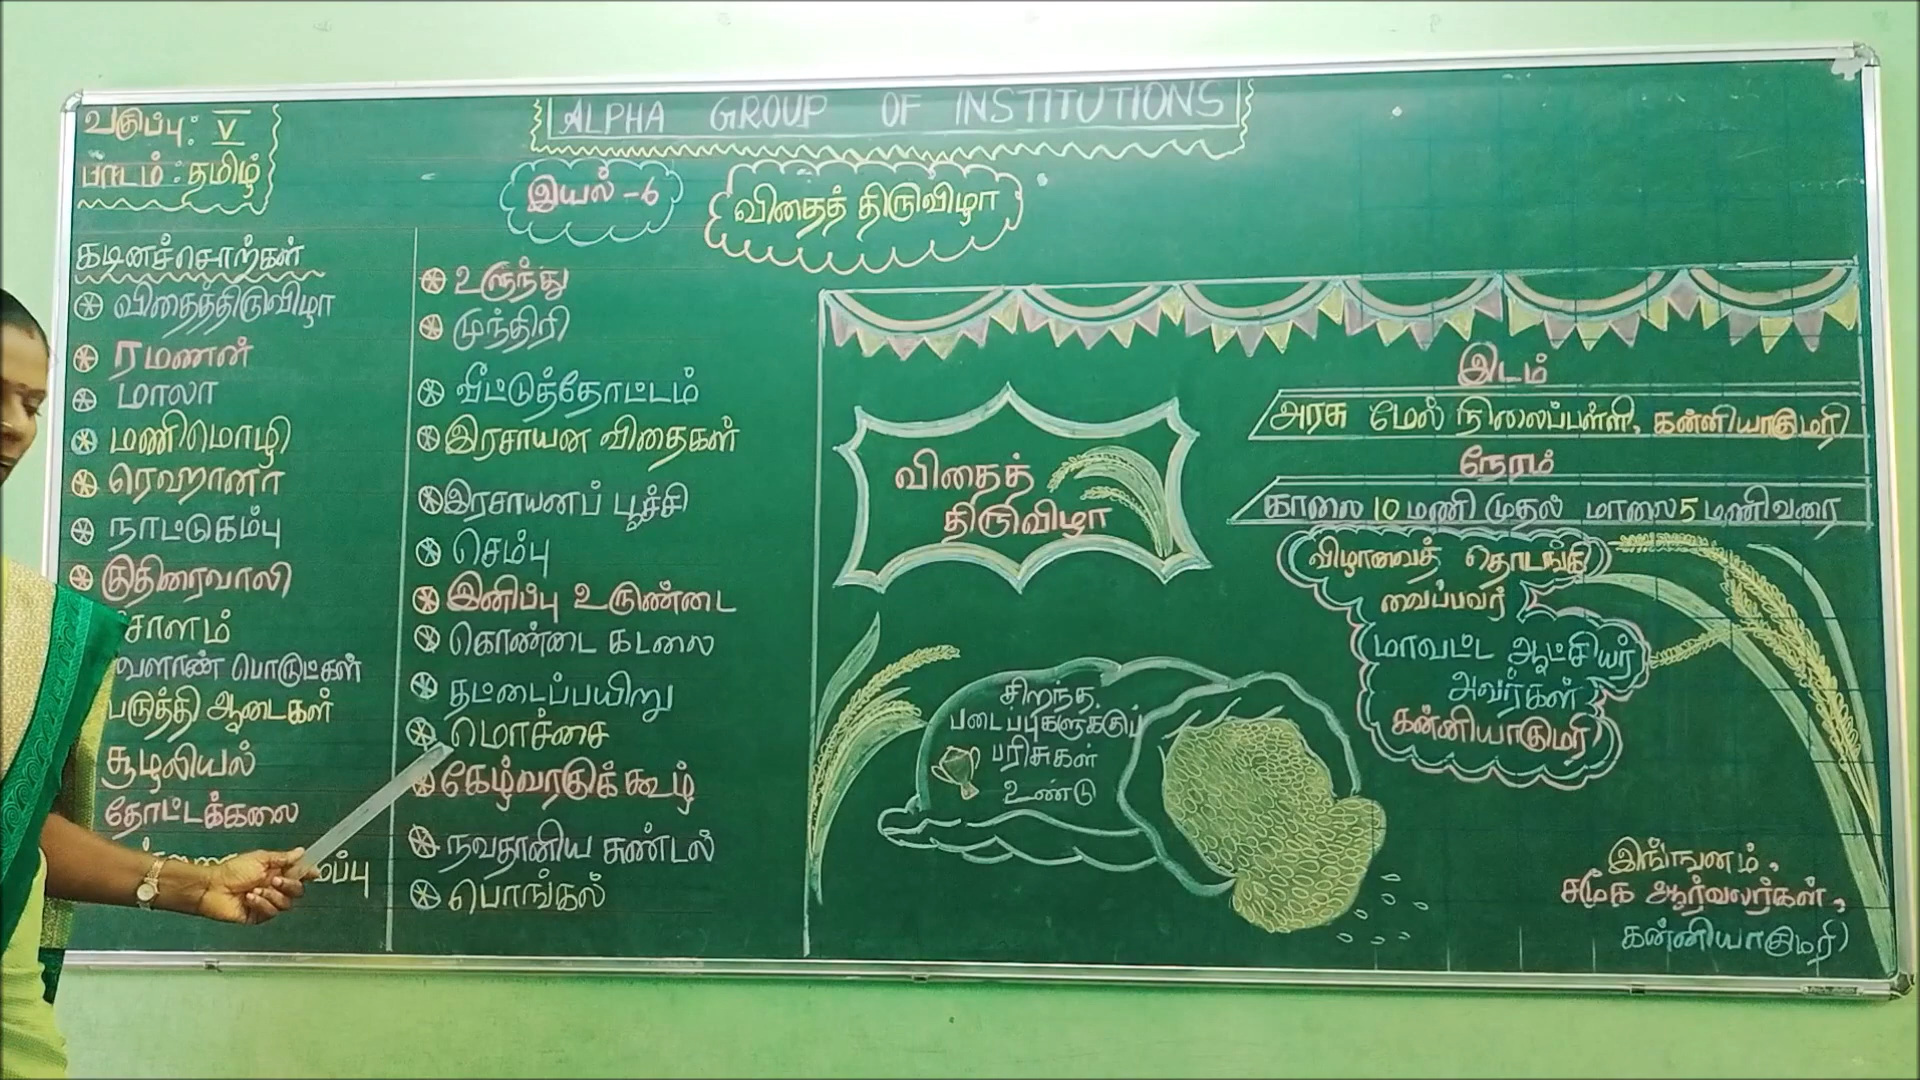 ALPHA GROUP OF INSTITUTIONS
வகுப்பு: V
பாடம் : தமிழ்
இயல் -6
விதைத் திருவிழா
கடினச்சொற்கள்
விதைத்திருவிழா
ரமணன்
மாலா
மணிமொழி
ரெஹானா
நாட்டுகம்பு
குதிரைவாலி
சோளம்
வேளாண் பொருட்கள்
பருத்தி ஆடைகள்
சூழலியல்
தோட்டக்கலை
உருந்து
முந்திரி
வீட்டுத்தோட்டம்
இரசாயன விதைகள்
இரசாயனப் பூச்சி
செம்பு
இனிப்பு உருண்டை
கொண்டை கடலை
தட்டைப்பயிறு
மொச்சை
கேழ்வரகுக் கூழ்
நவதானிய சுண்டல்
பொங்கல்
விதைத்
திருவிழா
சிறந்த
படைப்புகளுக்குப்
பரிசுகள்
உண்டு
இடம்
அரசு மேல் நிலைப்பள்ளி, கன்னியாகுமரி
நேரம்
காலை 10 மணி முதல் மாலை 5 மணிவரை
விழாவைத் தொடங்கி
வைப்பவர்
மாவட்ட ஆட்சியர்
அவர்கள்
கன்னியாகுமரி
இங்ஙனம்,
சமூக ஆர்வலர்கள்,
கன்னியாகுமரி